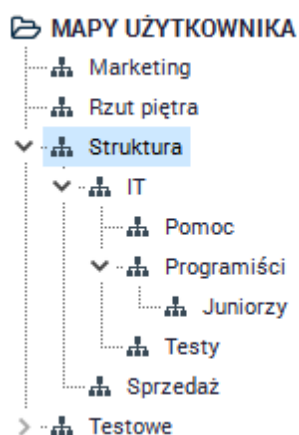 MAPY UŻYTKOWNIKA
Marketing
Rzut piętra
Struktura
IT
Pomoc
Programiści
Juniorzy
Testy
Sprzedaż
Testowe